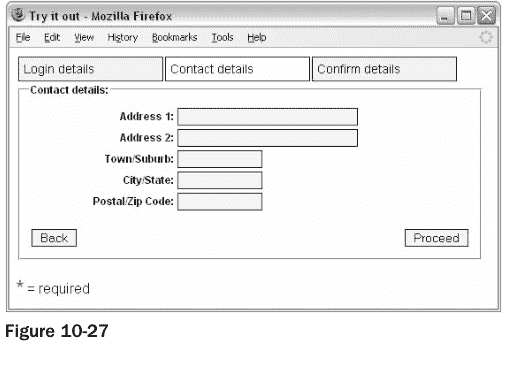 Try it out - Mozilla Firefox
File Edit View History Bookmarks Tools Help
Login details Contact details Confirm details
Contact details:
Address 1:
Address 2:
Town/Suburb:
City/State:
Postal/Zip Code:
Back Proceed
* = required
Figure 10-27